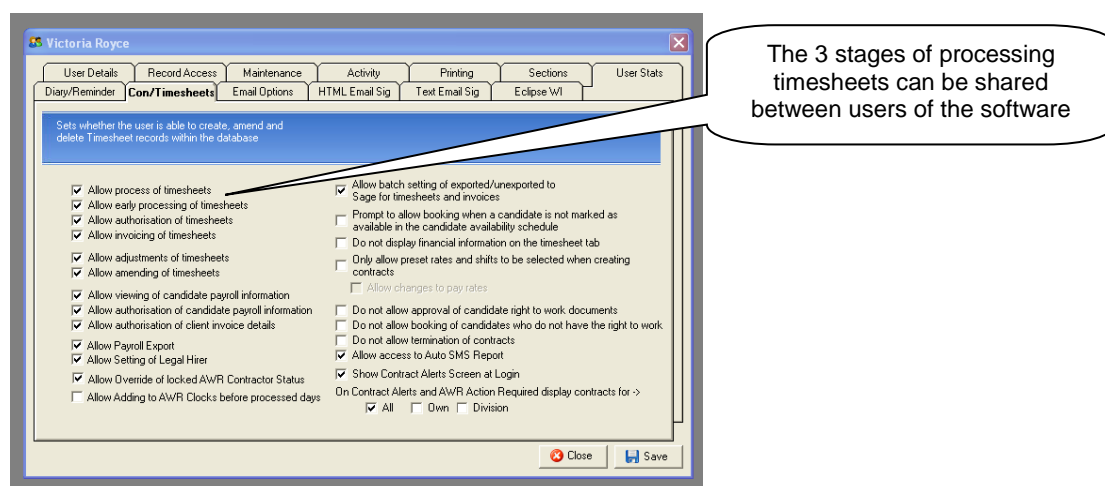 Victoria Royce
User Details Record Access Maintenance Activity Printing Sections User Stats
Diary/Reminder Con/Timesheets Email Options HTML Email Sig Text Email Sig Eclipse WI
Sets whether the user is able to create, amend and
delete Timesheet records within the database
Allow process of timesheets
Allow early processing of timesheets
Allow authorisation of timesheets
Allow invoicing of timesheets
Allow adjustments of timesheets
Allow amending of timesheets
Allow viewing of candidate payroll information
Allow authorisation of candidate payroll information
Allow authorisation of client invoice details
Allow Payroll Export
Allow Setting of Legal Hirer
Allow Override of locked AWR Contractor Status
Allow Adding to AWR Clocks before processed days
Allow batch setting of exported/unexported to
Sage for timesheets and invoices
Prompt to allow booking when a candidate is not marked as
available in the candidate availability schedule
Do not display financial information on the timesheet tab
Only allow preset rates and shifts to be selected when creating
contracts
Allow changes to pay rates
Do not allow approval of candidate right to work documents
Do not allow booking of candidates who do not have the right to work
Do not allow termination of contracts
Allow access to Auto SMS Report
Show Contract Alerts Screen at Login
On Contract Alerts and AWR Action Required display contracts for ->
All Own Division
Close Save
The 3 stages of processing
timesheets can be shared
between users of the software